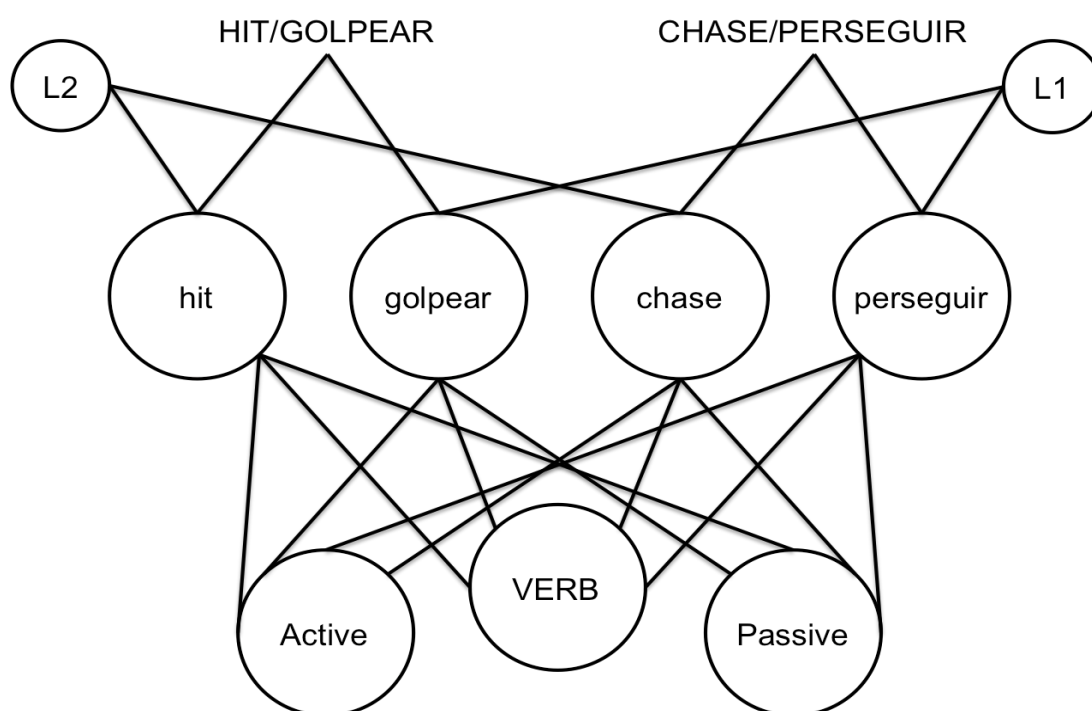 HIT/GOLPEAR
CHASE/PERSEGUIR
L2
L1
hit
golpear
chase
perseguir
VERB
Active
Passive